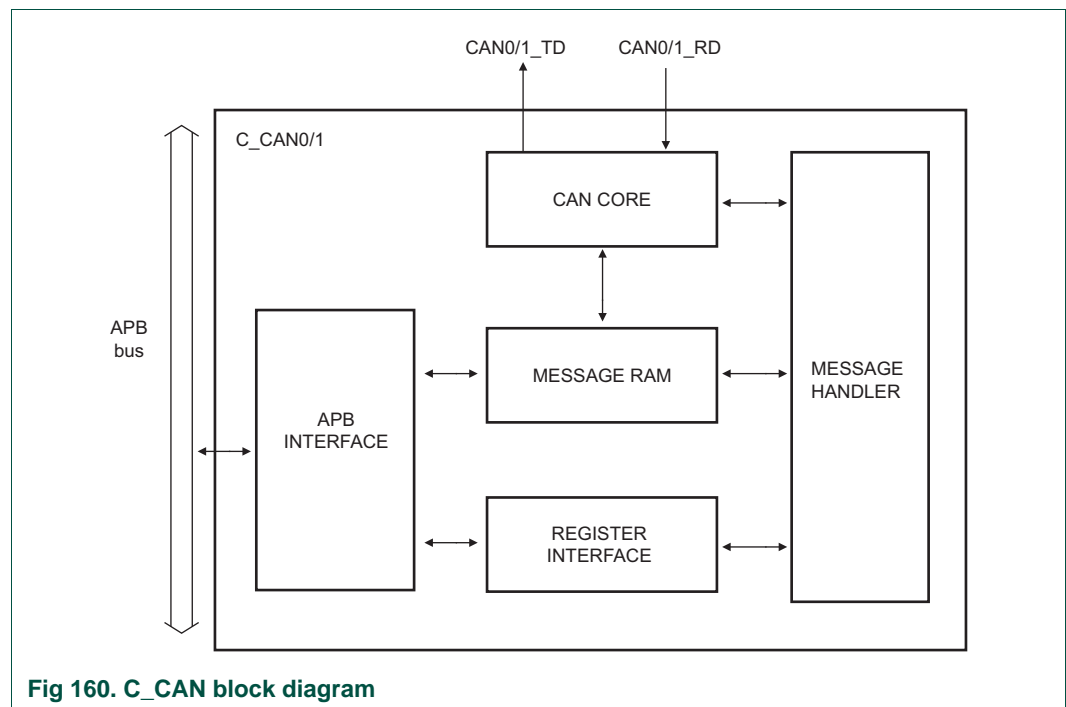 CAN0/1_TD
CAN0/1_RD
C_CAN0/1
CAN CORE
APB
bus
MESSAGE RAM
MESSAGE
HANDLER
APB
INTERFACE
REGISTER
INTERFACE
Fig 160. C_CAN block diagram